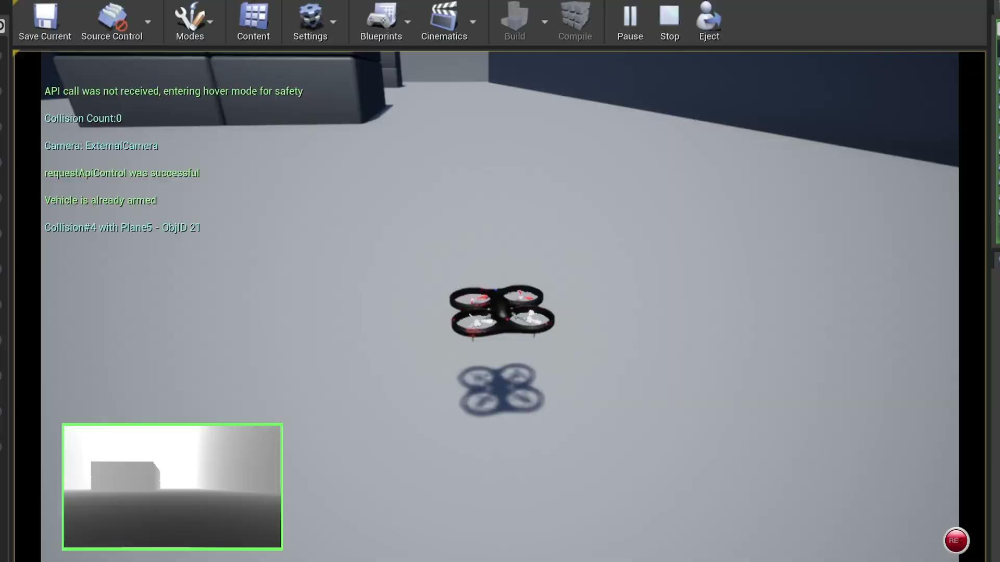 Save Current Source Control Modes Content Settings Blueprints Cinematics Build Compile Pause Stop Eject
API call was not received, entering hover mode for safety
Collision Count:0
Camera: ExternalCamera
requestApiControl was successful
Vehicle is already armed
Collision#4 with Plane5 - ObjID 21